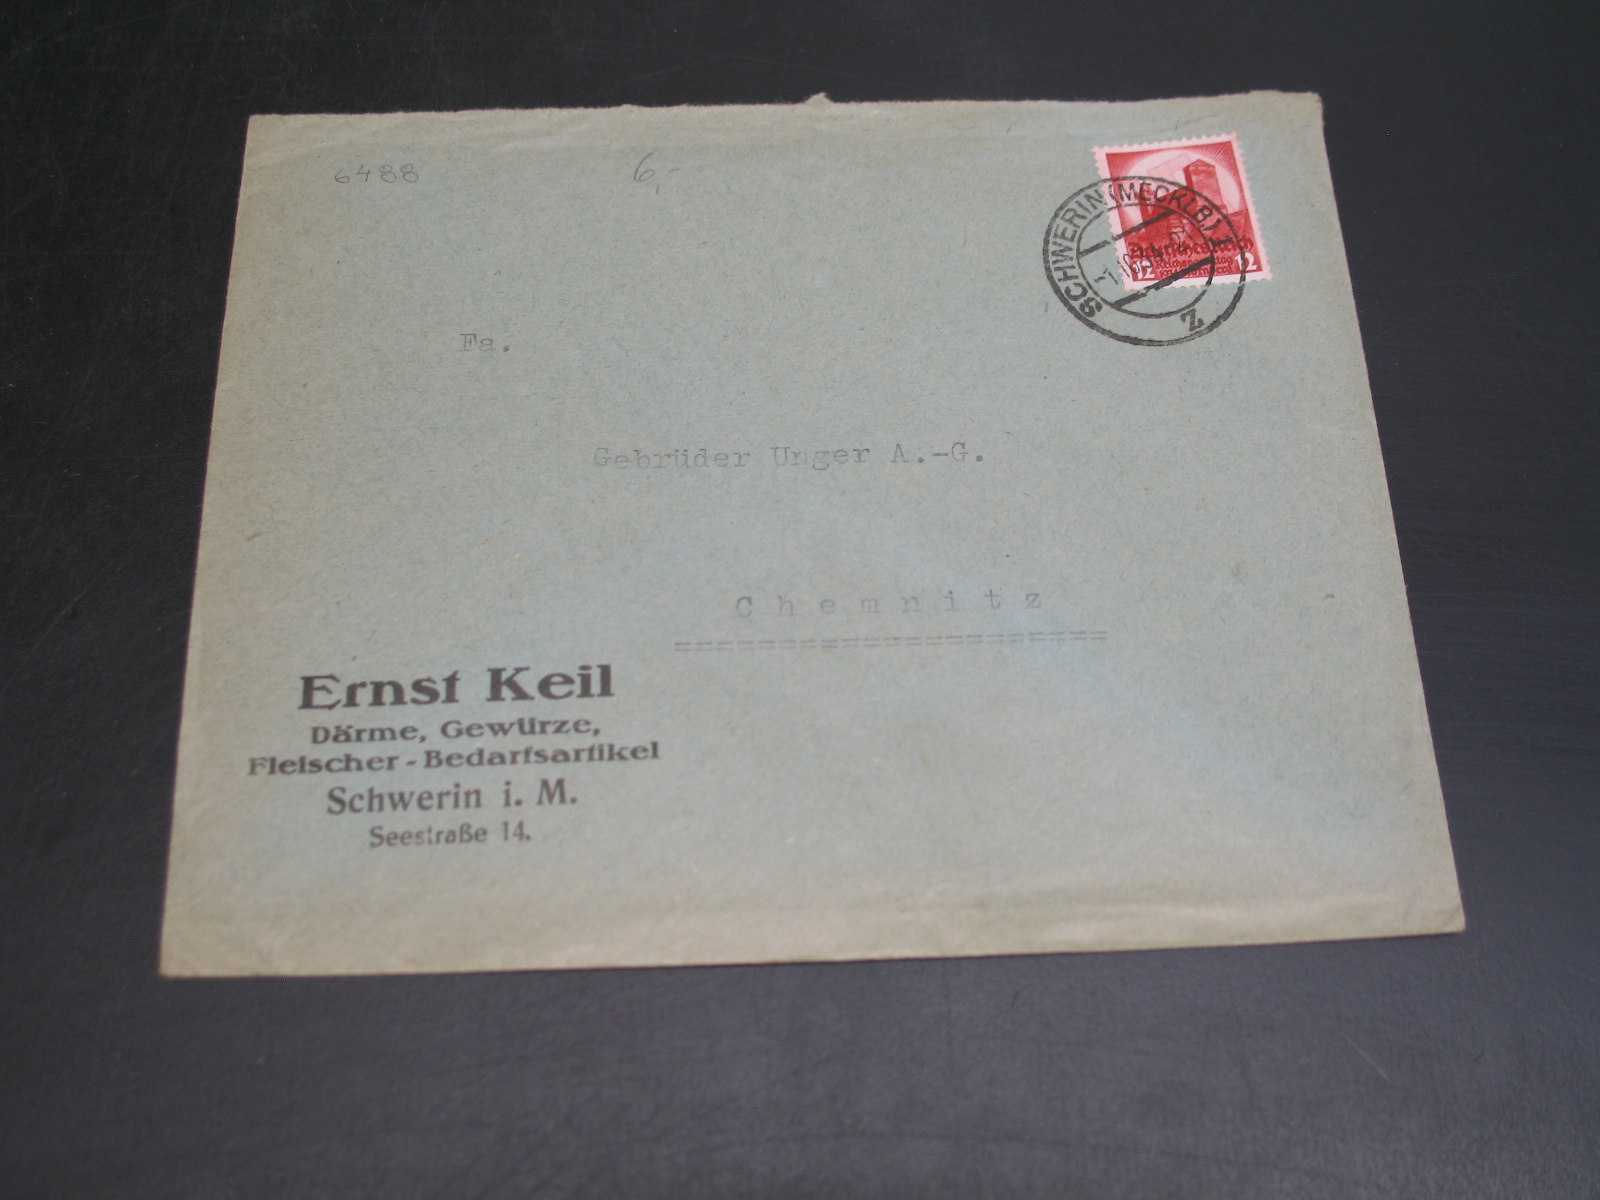 6488
6,-
SCHWERIN (MECKLB) 1
Z
12
12
Fa.
Gebrüder Unger A.-G.
Chemnitz
Ernst Keil
Därme, Gewürze,
Fleischer-Bedarfsartikel
Schwerin i. M.
Seestraße 14.